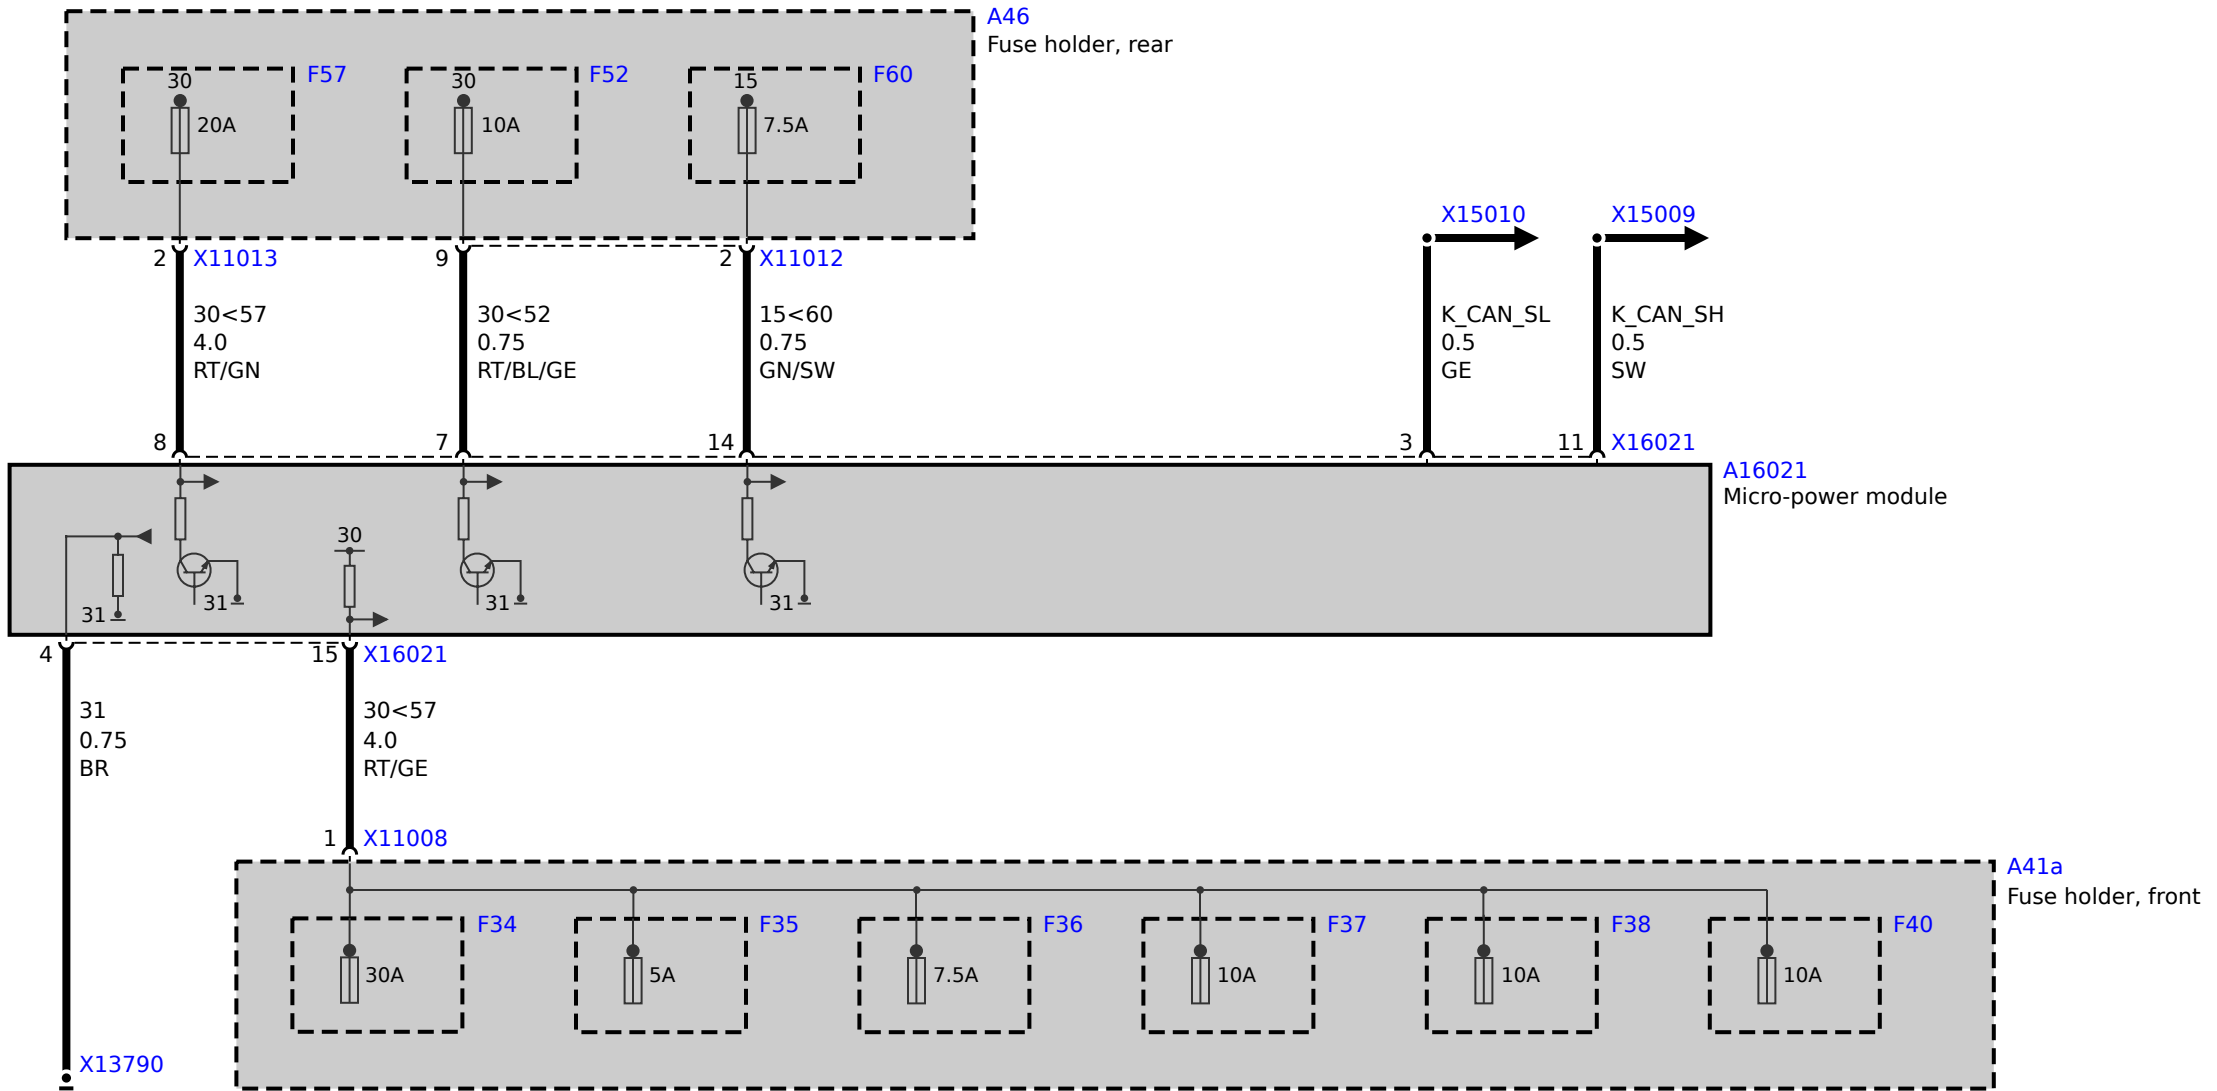 A46
Fuse holder, rear
30
F57
30
F52
15
F60
20A
10A
7.5A
X15010
X15009
2
X11013
9
2
X11012
30<57
4.0
RT/GN
30<52
0.75
RT/BL/GE
15<60
0.75
GN/SW
K_CAN_SL
0.5
GE
K_CAN_SH
0.5
SW
8
7
14
3
11
X16021
A16021
Micro-power module
30
31
31
31
31
4
15
X16021
31
0.75
BR
30<57
4.0
RT/GE
1
X11008
A41a
Fuse holder, front
F34
F35
F36
F37
F38
F40
30A
5A
7.5A
10A
10A
10A
X13790